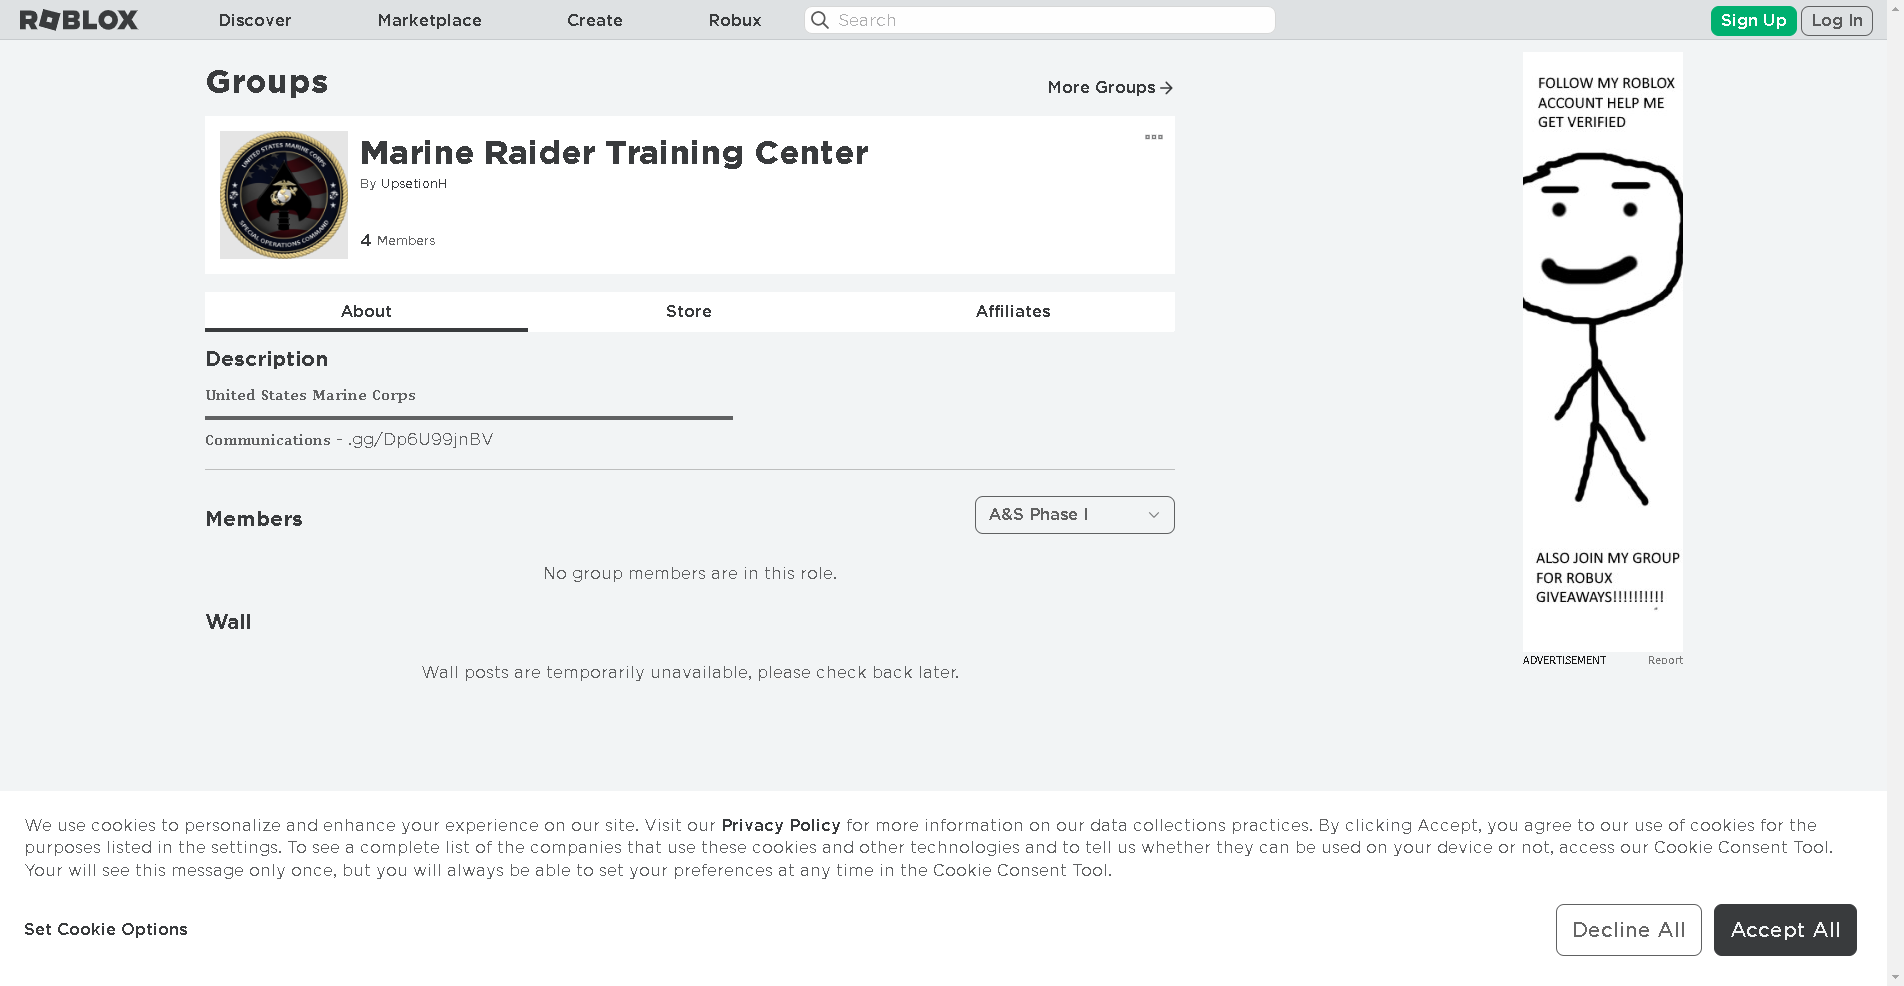 ROBLOX
Discover
Marketplace
Create
Robux
Search
Sign Up
Log In
Groups
More Groups
UNITED STATES MARINE CORPS
SPECIAL OPERATIONS COMMAND
Marine Raider Training Center
By UpsetionH
4 Members
About
Store
Affiliates
Description
United States Marine Corps
Communications - .gg/Dp6U99jnBV
Members
A&S Phase I
No group members are in this role.
Wall
Wall posts are temporarily unavailable, please check back later.
FOLLOW MY ROBLOX
ACCOUNT HELP ME
GET VERIFIED
ALSO JOIN MY GROUP
FOR ROBUX
GIVEAWAYS!!!!!!!!!!
ADVERTISEMENT
Report
We use cookies to personalize and enhance your experience on our site. Visit our Privacy Policy for more information on our data collections practices. By clicking Accept, you agree to our use of cookies for the
purposes listed in the settings. To see a complete list of the companies that use these cookies and other technologies and to tell us whether they can be used on your device or not, access our Cookie Consent Tool.
Your will see this message only once, but you will always be able to set your preferences at any time in the Cookie Consent Tool.
Set Cookie Options
Decline All
Accept All